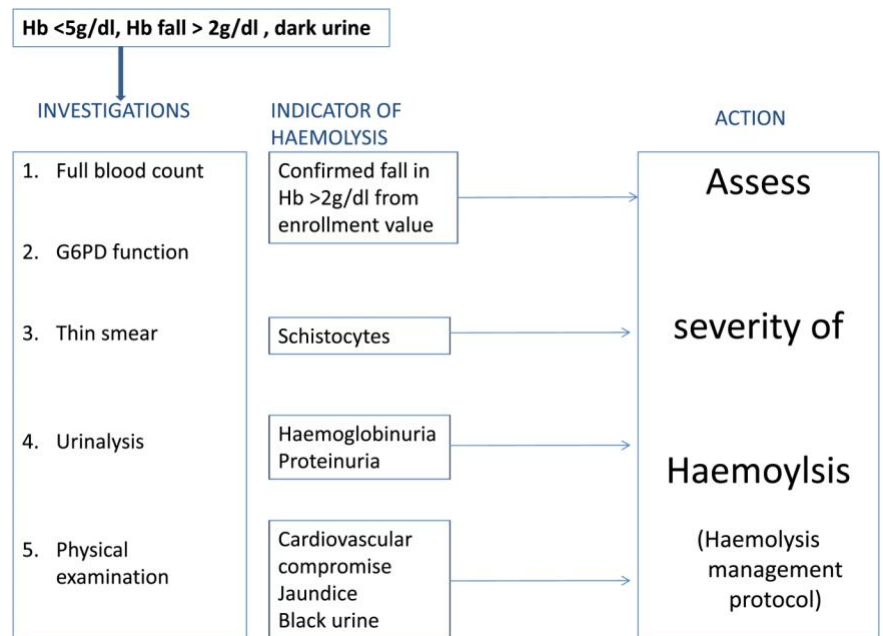 Hb <5g/dl, Hb fall > 2g/dl , dark urine
INVESTIGATIONS
1. Full blood count
2. G6PD function
3. Thin smear
4. Urinalysis
5. Physical
examination
INDICATOR OF
HAEMOLYSIS
Confirmed fall in
Hb >2g/dl from
enrollment value
Schistocytes
Haemoglobinuria
Proteinuria
Cardiovascular
compromise
Jaundice
Black urine
ACTION
Assess
severity of
Haemoylsis
(Haemolysis
management
protocol)